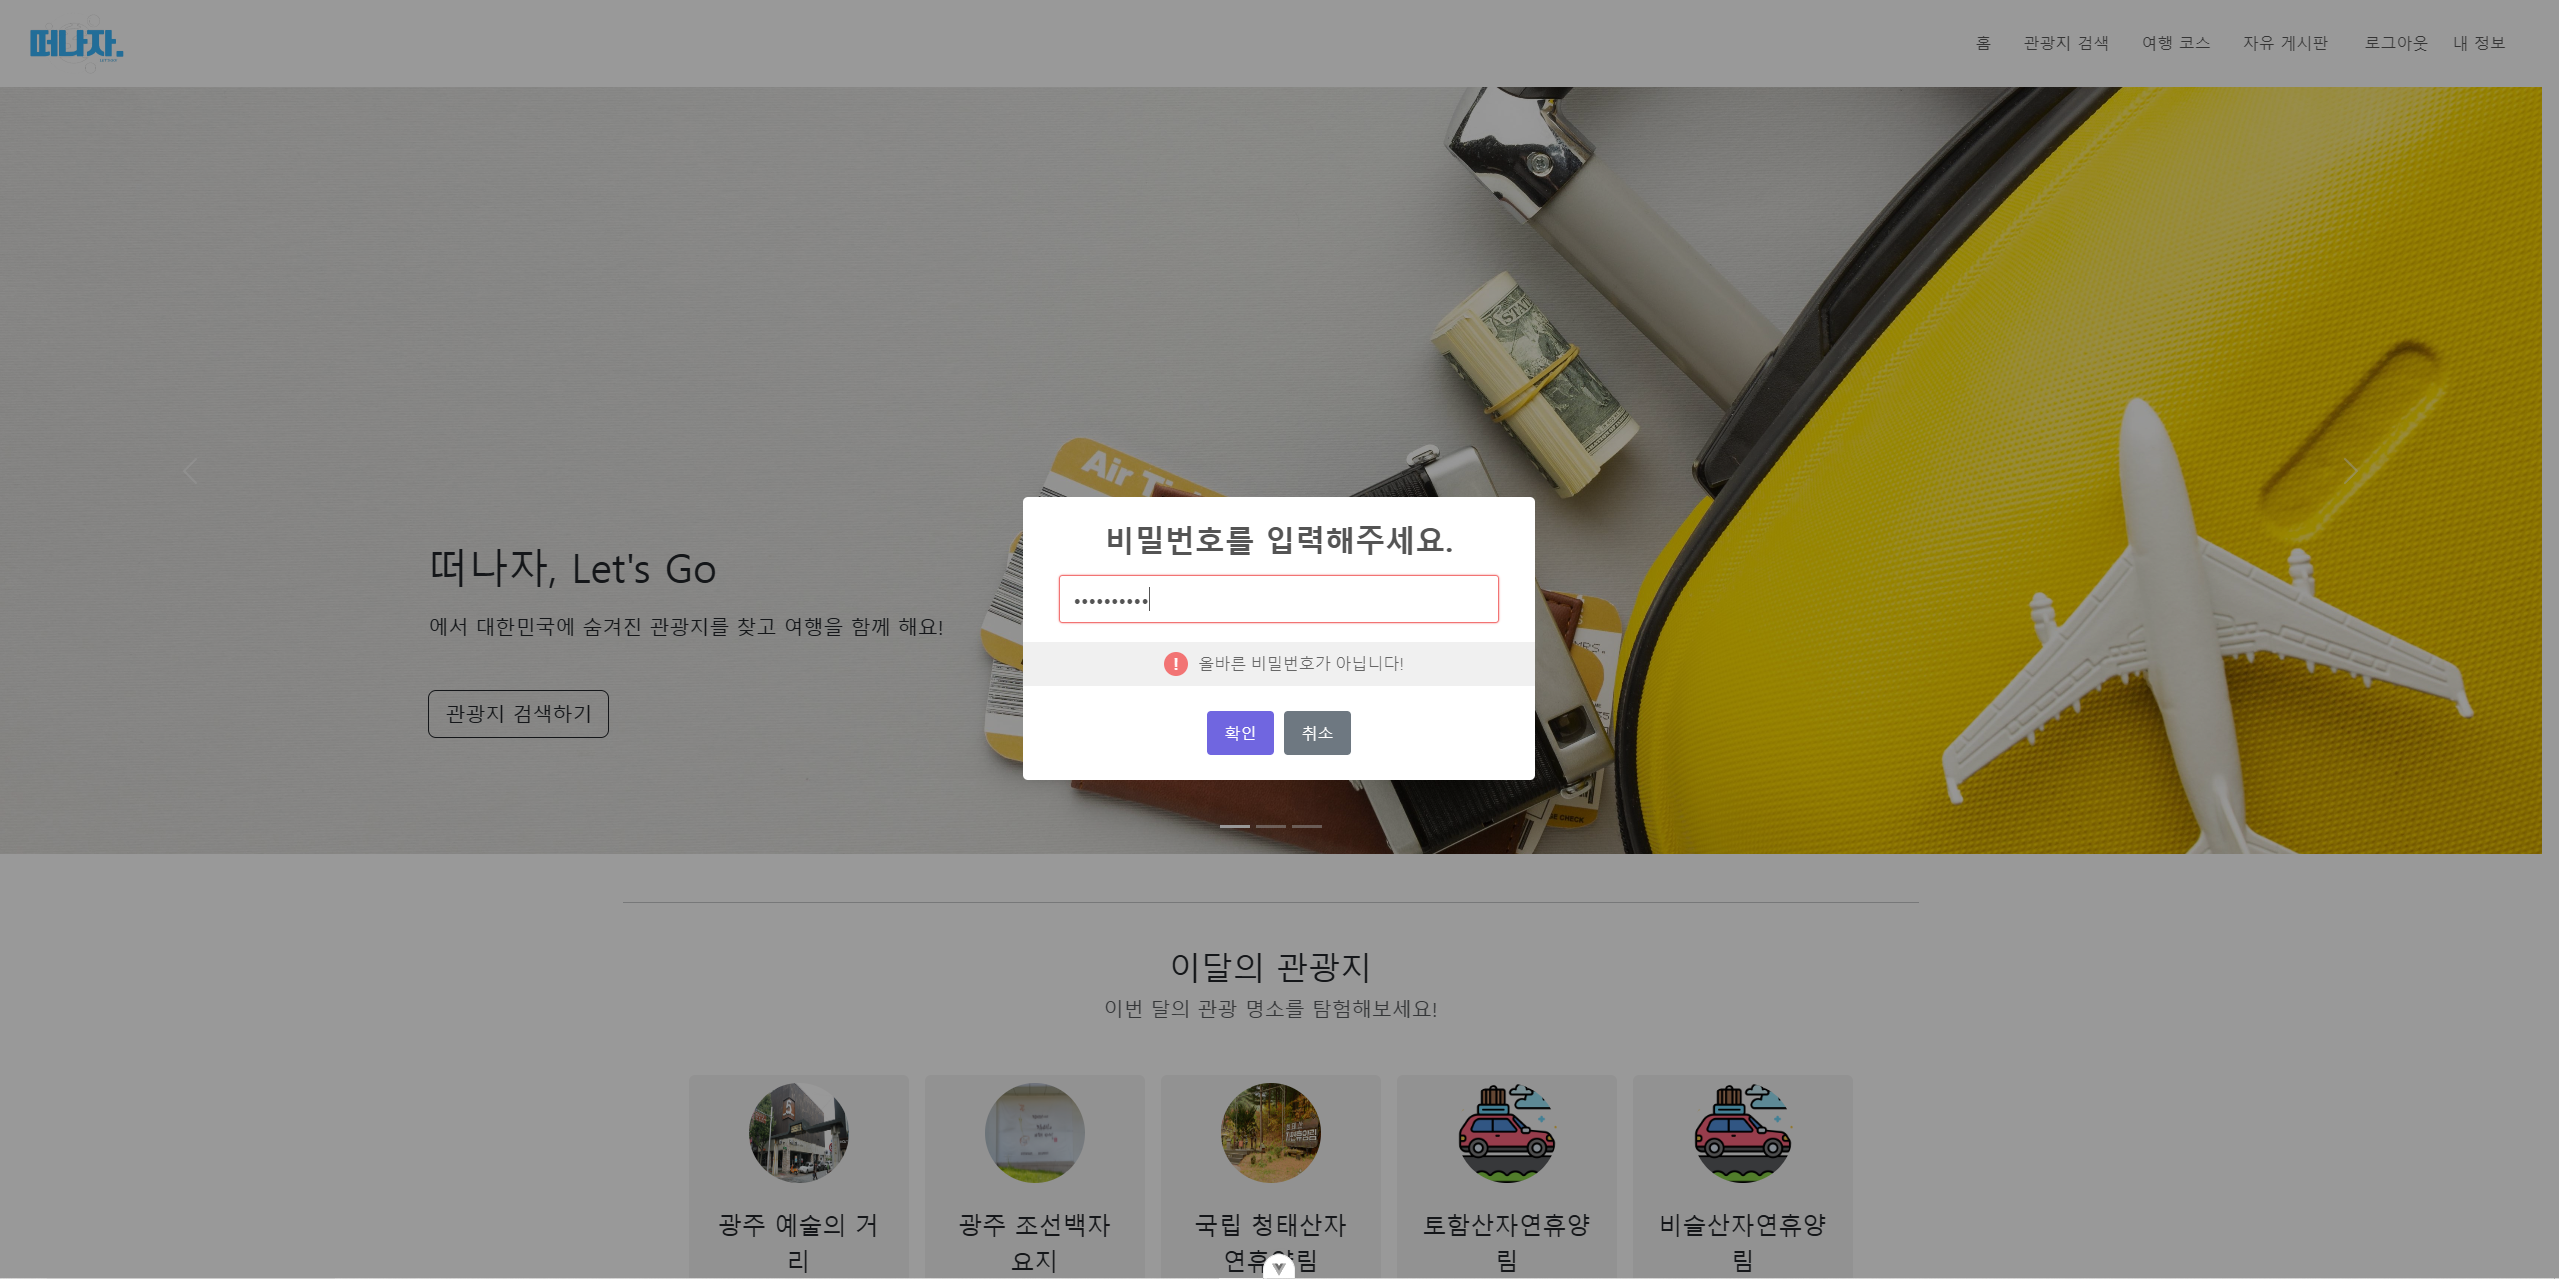 떠나자.
홈 관광지 검색 여행 코스 자유 게시판 로그아웃 내 정보
Air Ti
비밀번호를 입력해주세요.
올바른 비밀번호가 아닙니다!
확인 취소
떠나자, Let's Go
에서 대한민국에 숨겨진 관광지를 찾고 여행을 함께 해요!
관광지 검색하기
이달의 관광지
이번 달의 관광 명소를 탐험해보세요!
광주 예술의 거
리
광주 조선백자
요지
국립 청태산자
연휴양림
토함산자연휴양
림
비슬산자연휴양
림